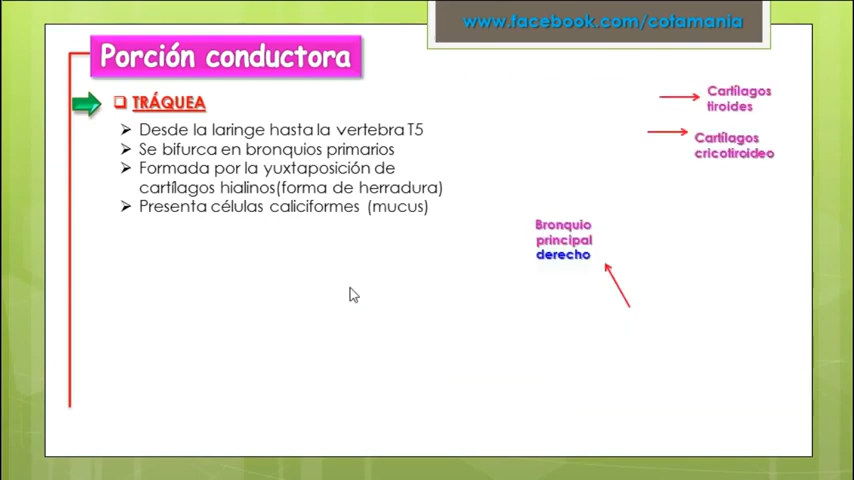 www.facebook.com/cotamania
Porción conductora
TRÁQUEA
Desde la laringe hasta la vertebra T5
Se bifurca en bronquios primarios
Formada por la yuxtaposición de
cartílagos hialinos(forma de herradura)
Presenta células caliciformes (mucus)
Cartílagos
tiroides
Cartílagos
cricotiroideo
Bronquio
principal
derecho